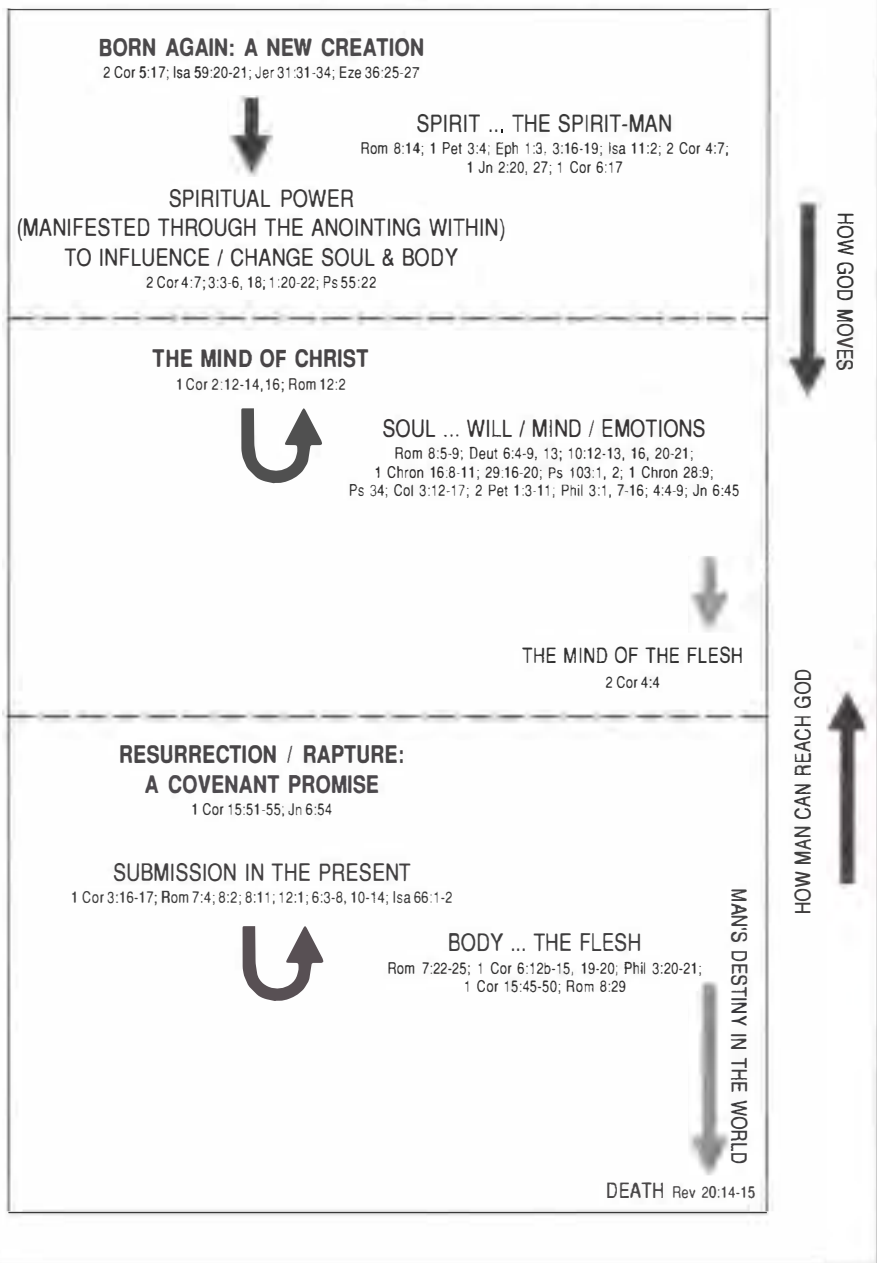 BORN AGAIN: A NEW CREATION
2 Cor 5:17; Isa 59:20-21; Jer 31:31-34; Eze 36:25-27
SPIRIT ... THE SPIRIT-MAN
Rom 8:14; 1 Pet 3:4; Eph 1:3, 3:16-19; Isa 11:2; 2 Cor 4:7;
1 Jn 2:20, 27; 1 Cor 6:17
SPIRITUAL POWER
(MANIFESTED THROUGH THE ANOINTING WITHIN)
TO INFLUENCE / CHANGE SOUL & BODY
2 Cor 4:7; 3:3-6, 18; 1:20-22; Ps 55:22
HOW GOD MOVES
THE MIND OF CHRIST
1 Cor 2:12-14,16; Rom 12:2
SOUL ... WILL / MIND / EMOTIONS
Rom 8:5-9; Deut 6:4-9, 13; 10:12-13, 16, 20-21;
1 Chron 16:8-11; 29:16-20; Ps 103:1, 2; 1 Chron 28:9;
Ps 34; Col 3:12-17; 2 Pet 1:3-11; Phil 3:1, 7-16; 4:4-9; Jn 6:45
THE MIND OF THE FLESH
2 Cor 4:4
HOW MAN CAN REACH GOD
RESURRECTION / RAPTURE:
A COVENANT PROMISE
1 Cor 15:51-55; Jn 6:54
SUBMISSION IN THE PRESENT
1 Cor 3:16-17; Rom 7:4; 8:2; 8:11; 12:1; 6:3-8, 10-14; Isa 66:1-2
BODY ... THE FLESH
Rom 7:22-25; 1 Cor 6:12b-15, 19-20; Phil 3:20-21;
1 Cor 15:45-50; Rom 8:29
MAN'S DESTINY IN THE WORLD
DEATH Rev 20:14-15